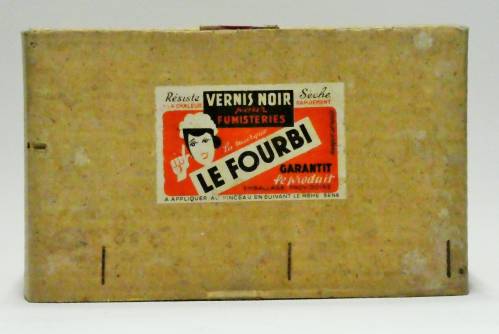 Résiste
A LA CHALEUR
VERNIS NOIR
pour
FUMISTERIES
Sèche
RAPIDEMENT
La marque
LE FOURBI
GARANTIT
le produit
EMBALLAGE PROVISOIRE
A APPLIQUER AU PINCEAU EN SUIVANT LE MÊME SENS